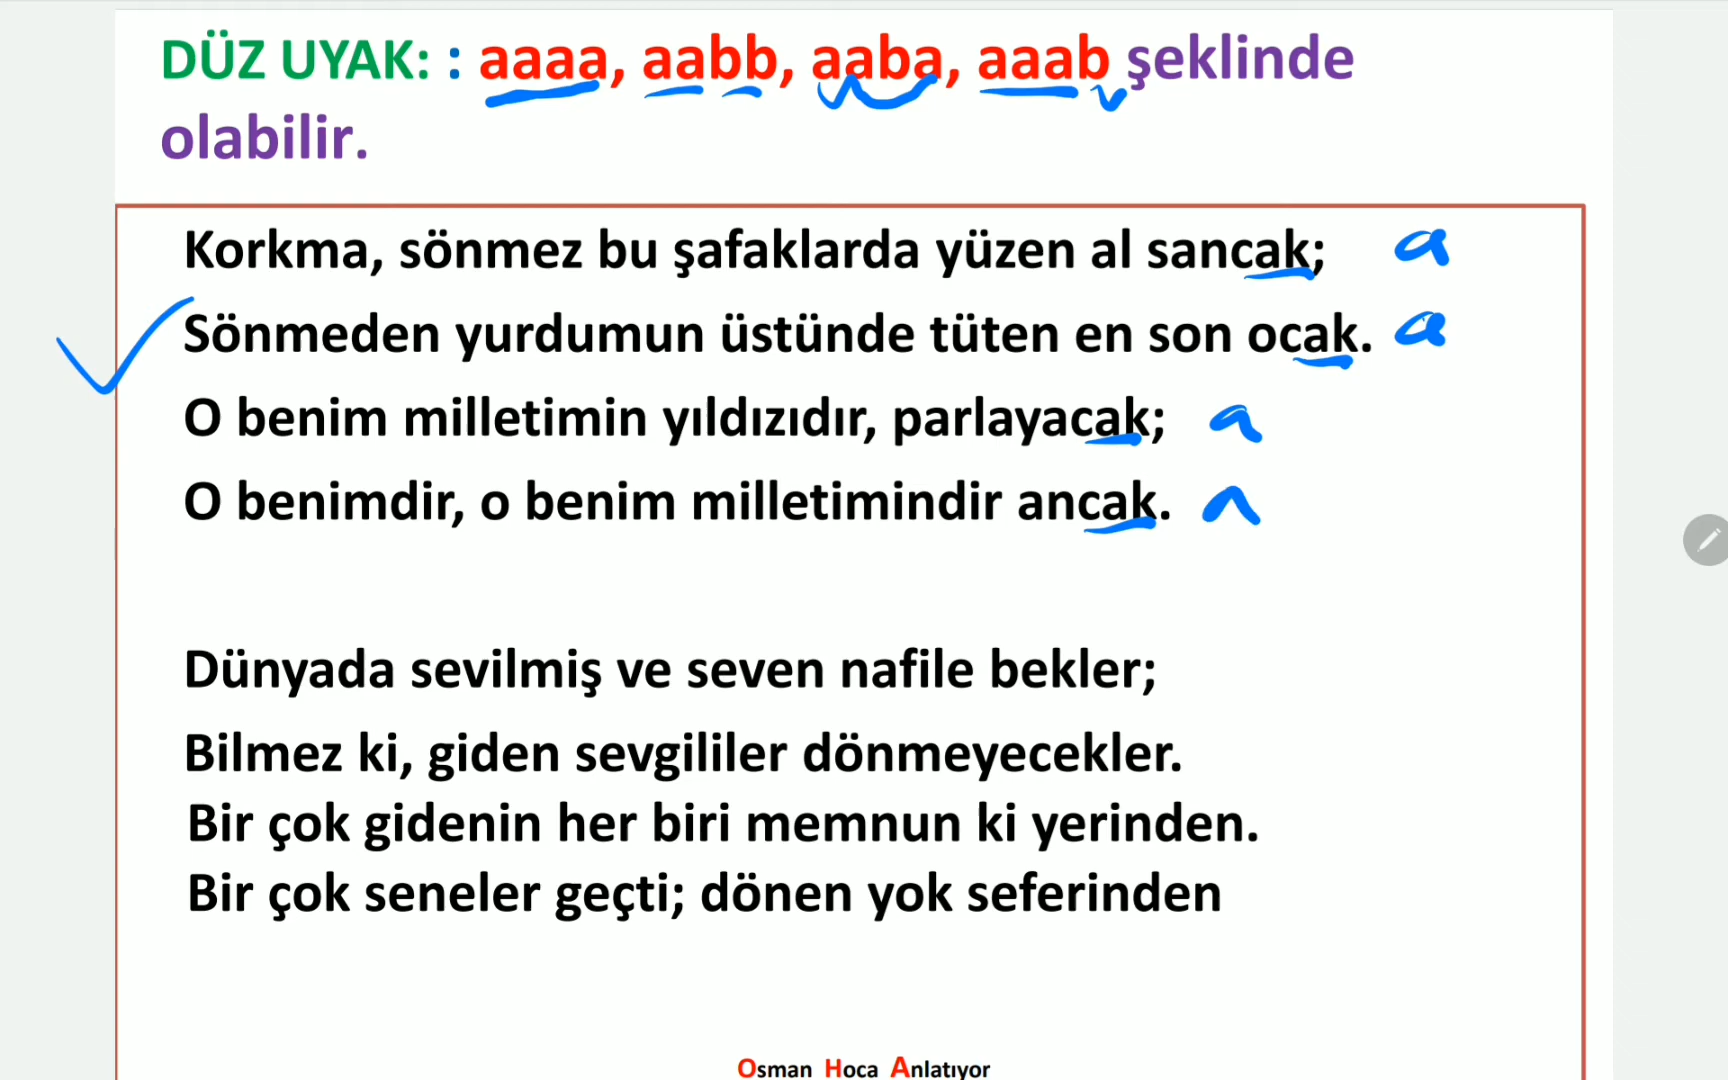 DÜZ UYAK: : aaaa, aabb, aaba, aaab şeklinde
olabilir.
Korkma, sönmez bu şafaklarda yüzen al sancak; a
Sönmeden yurdumun üstünde tüten en son ocak. a
O benim milletimin yıldızıdır, parlayacak; a
O benimdir, o benim milletimindir ancak. a
Dünyada sevilmiş ve seven nafile bekler;
Bilmez ki, giden sevgililer dönmeyecekler.
Bir çok gidenin her biri memnun ki yerinden.
Bir çok seneler geçti; dönen yok seferinden
Osman Hoca Anlatıyor